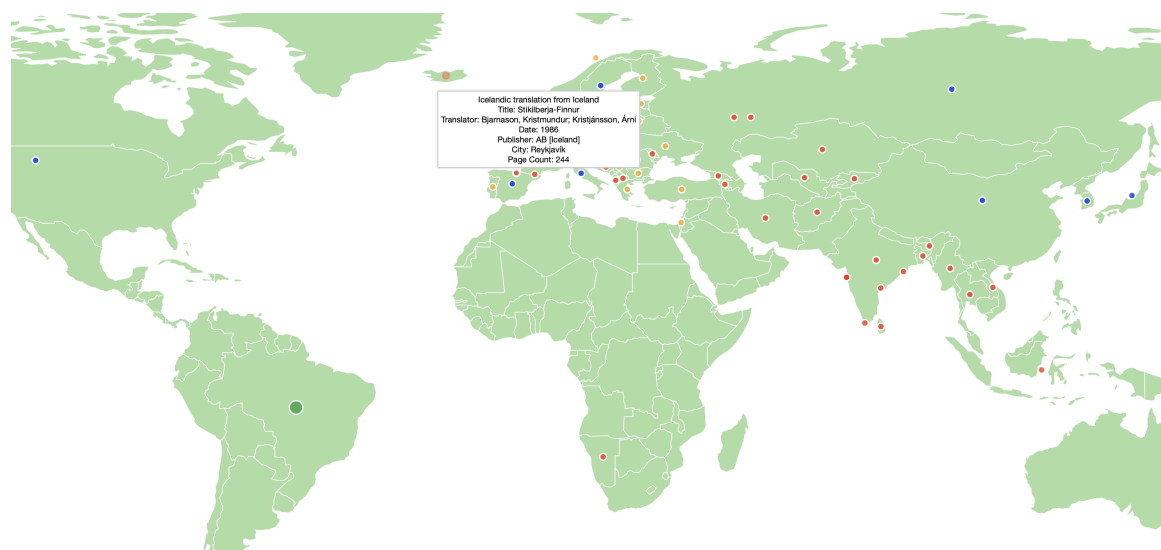 Icelandic translation from Iceland
Title: Stikilberja-Finnur
Translator: Bjarnason, Kristmundur; Kristjánsson, Árni
Date: 1986
Publisher: AB [Iceland]
City: Reykjavík
Page Count: 244